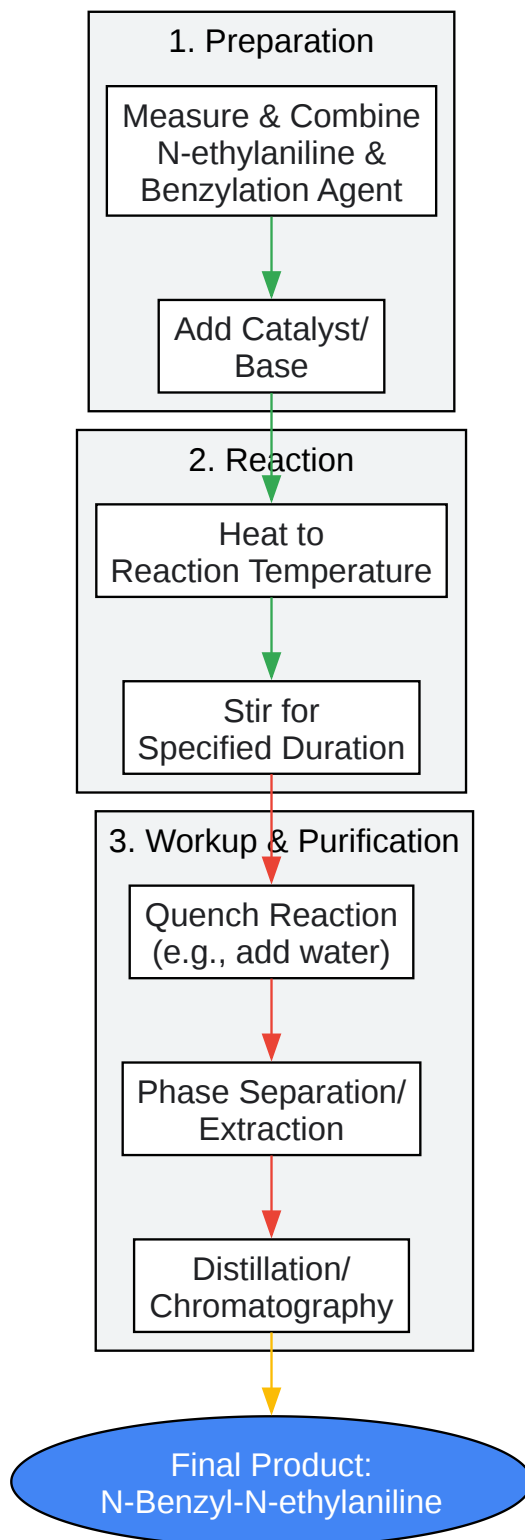 1. Preparation
Measure & Combine
N-ethylaniline &
Benzylation Agent
Add Catalyst/
Base
2. Reaction
Heat to
Reaction Temperature
Stir for
Specified Duration
3. Workup & Purification
Quench Reaction
(e.g., add water)
Phase Separation/
Extraction
Distillation/
Chromatography
Final Product:
N-Benzyl-N-ethylaniline